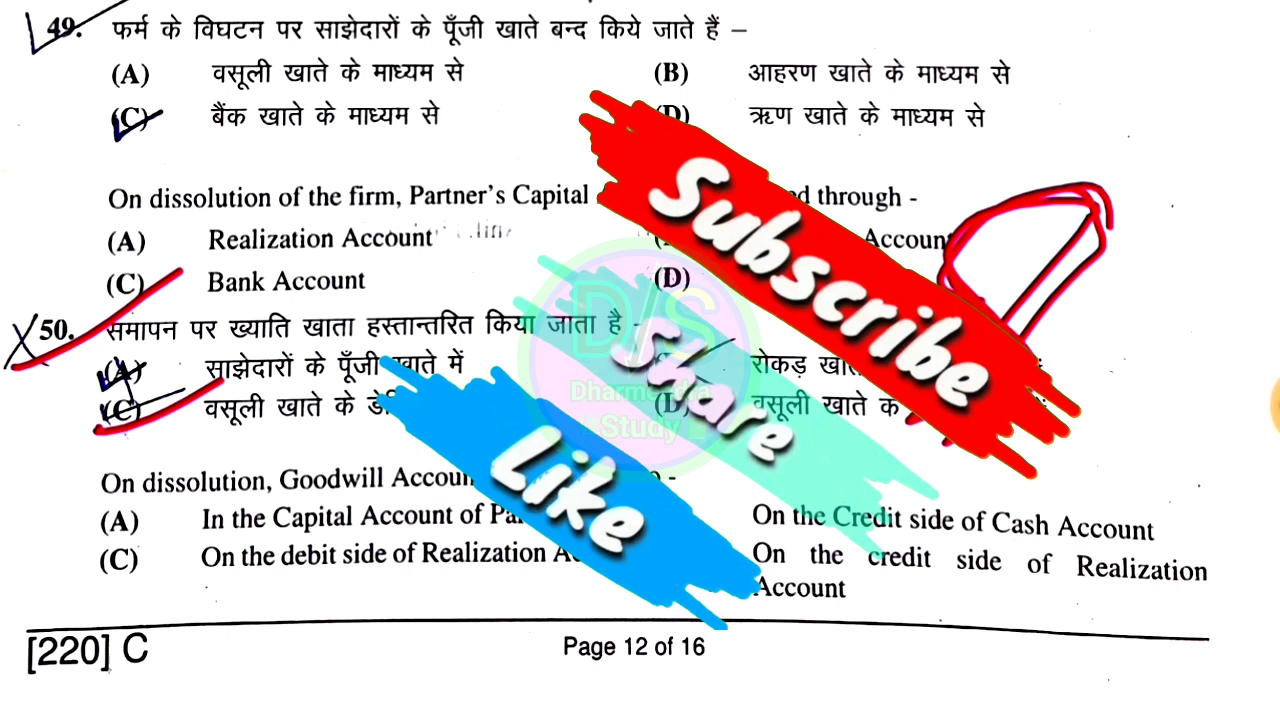 49. फर्म के विघटन पर साझेदारों के पूँजी खाते बन्द किये जाते हैं –
(A) वसूली खाते के माध्यम से (B) आहरण खाते के माध्यम से
(C) बैंक खाते के माध्यम से (D) ऋण खाते के माध्यम से
On dissolution of the firm, Partner's Capital through -
(A) Realization Account Account
(C) Bank Account (D)
50. समापन पर ख्याति खाता हस्तान्तरित किया जाता है -
(A) साझेदारों के पूँजी खाते में रोकड़
(C) वसूली खाते के (D) वसूली खाते
On dissolution, Goodwill
(A) In the Capital Account of On the Credit side of Cash Account
(C) On the debit side of Realization On the credit side of Realization
Account
[220] C Page 12 of 16
Subscribe
Share
Like
DS
Dharmendra
Study